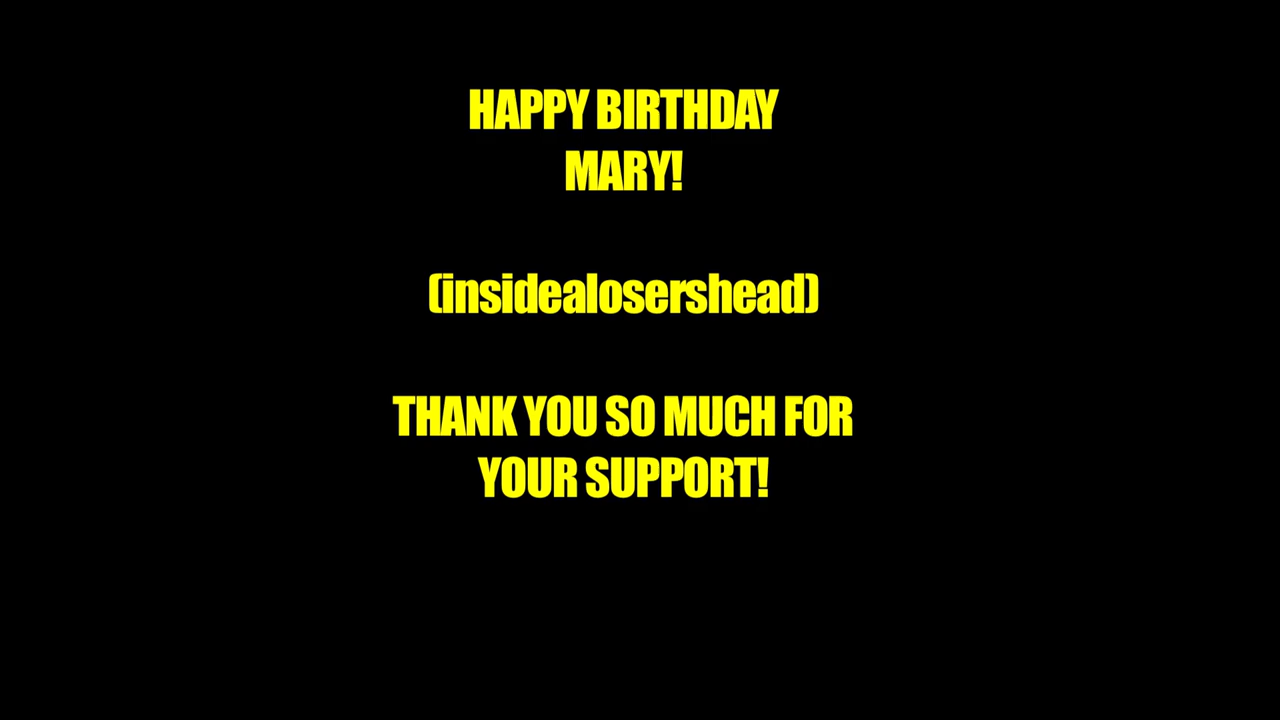 HAPPY BIRTHDAY
MARY!
(insidealosershead)
THANK YOU SO MUCH FOR
YOUR SUPPORT!